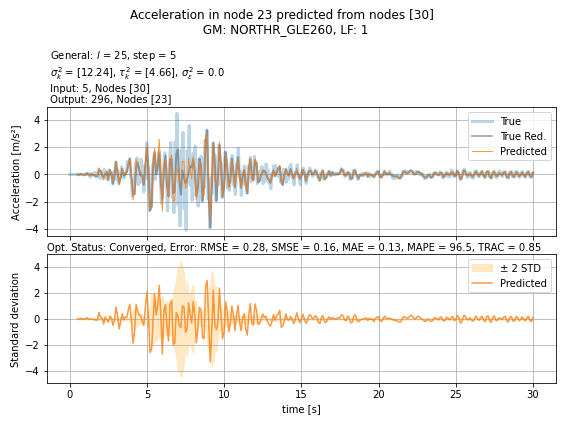 Acceleration in node 23 predicted from nodes [30]
GM: NORTHR_GLE260, LF: 1
General: l = 25, step = 5
σ²ₖ = [12.24], τ²ₖ = [4.66], σ²ε = 0.0
Input: 5, Nodes [30]
Output: 296, Nodes [23]
4
2
0
−2
−4
Acceleration [m/s²]
True
True Red.
Predicted
Opt. Status: Converged, Error: RMSE = 0.28, SMSE = 0.16, MAE = 0.13, MAPE = 96.5, TRAC = 0.85
4
2
0
−2
−4
Standard deviation
± 2 STD
Predicted
0 5 10 15 20 25 30
time [s]